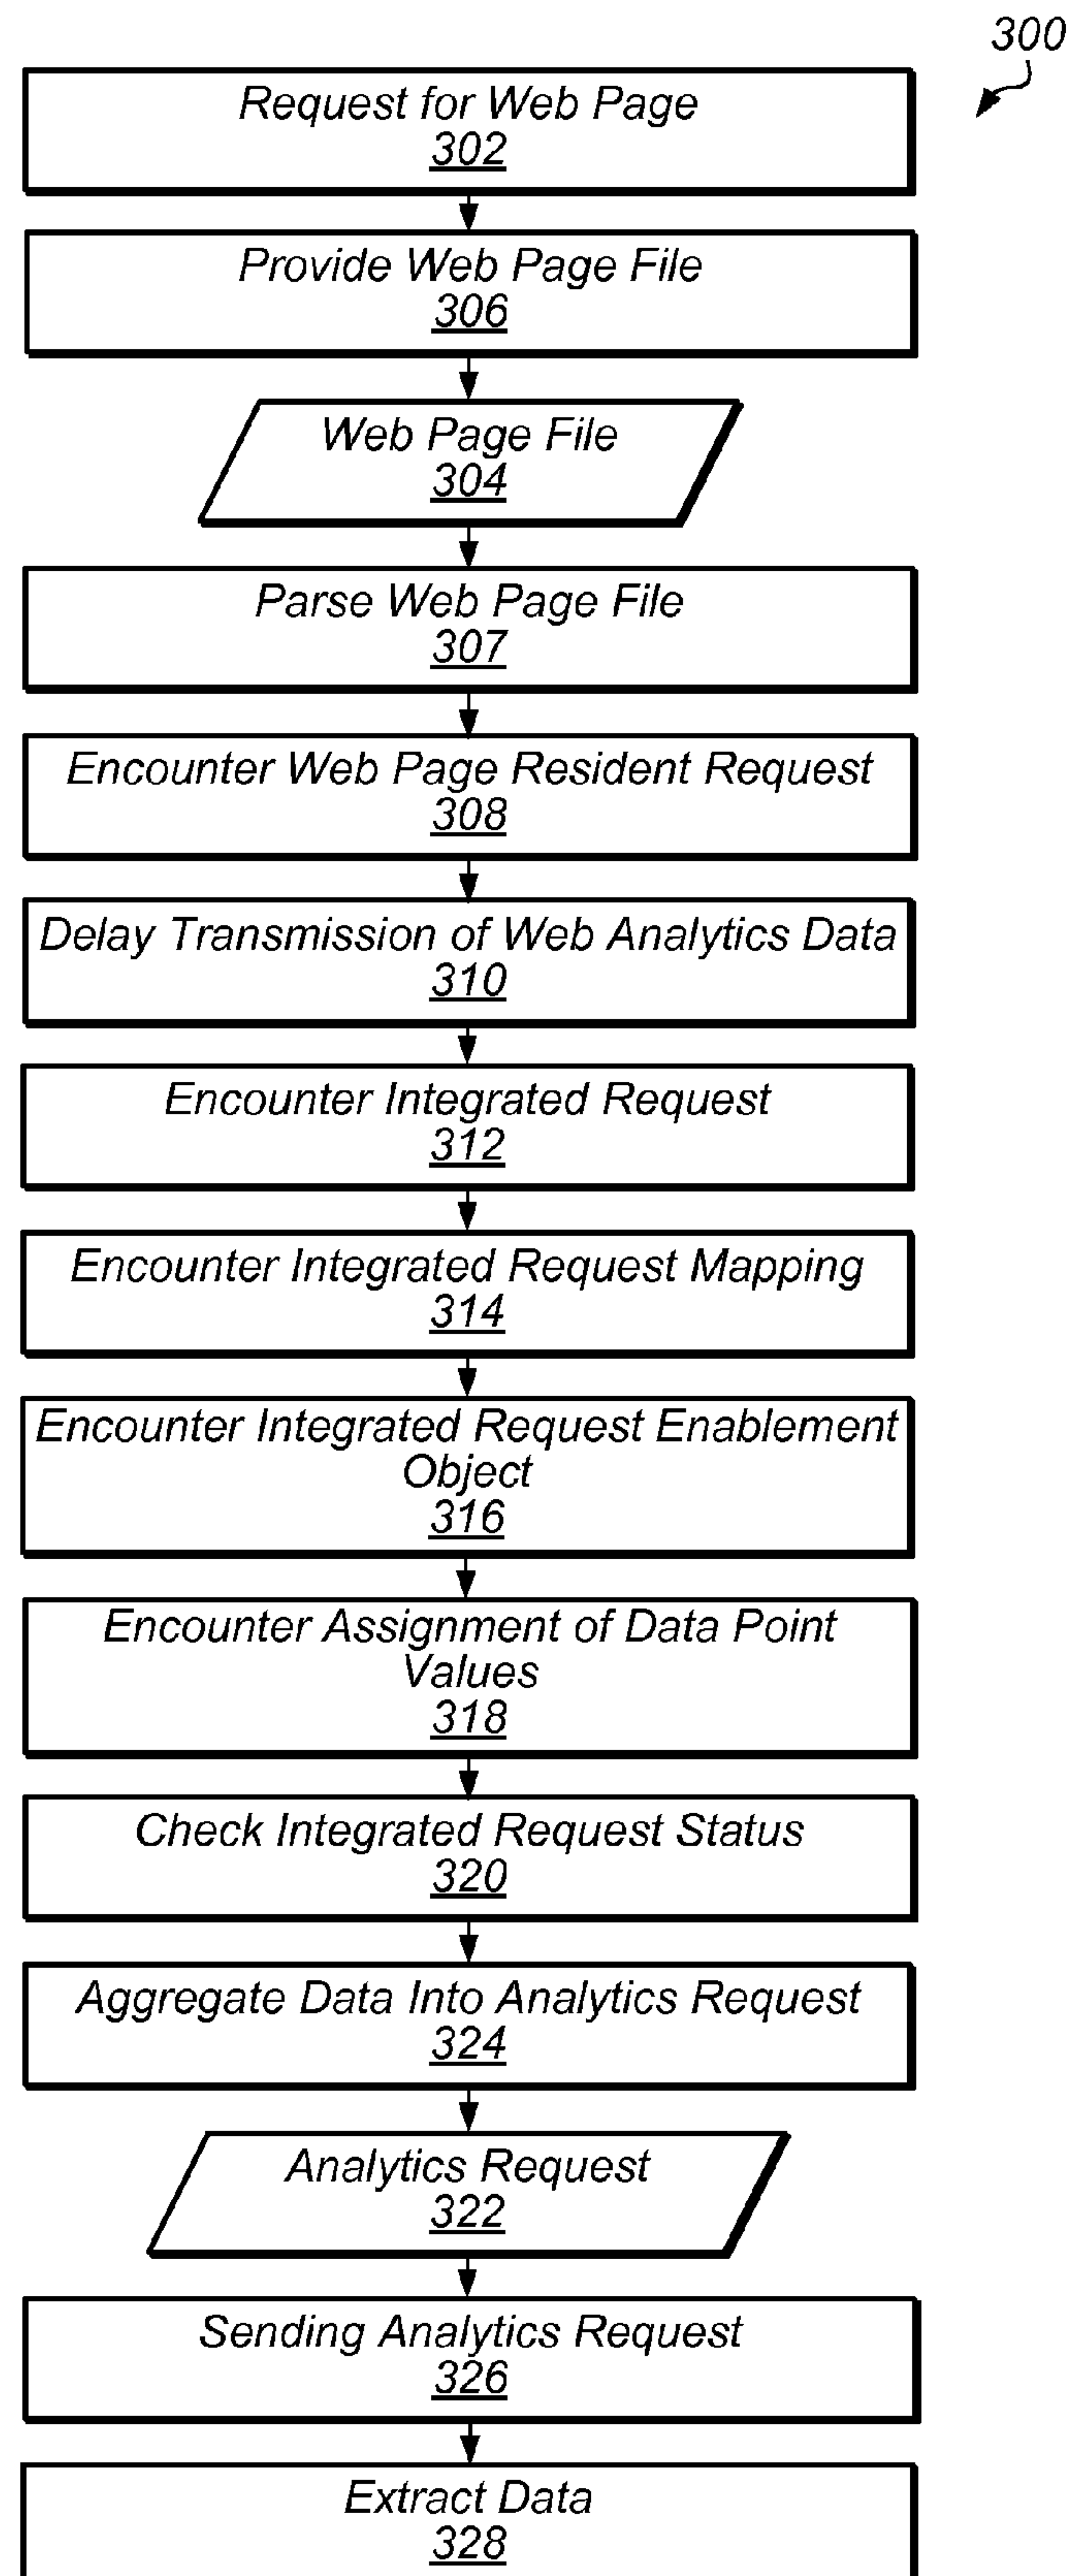 300
Request for Web Page
302
Provide Web Page File
306
Web Page File
304
Parse Web Page File
307
Encounter Web Page Resident Request
308
Delay Transmission of Web Analytics Data
310
Encounter Integrated Request
312
Encounter Integrated Request Mapping
314
Encounter Integrated Request Enablement
Object
316
Encounter Assignment of Data Point
Values
318
Check Integrated Request Status
320
Aggregate Data Into Analytics Request
324
Analytics Request
322
Sending Analytics Request
326
Extract Data
328